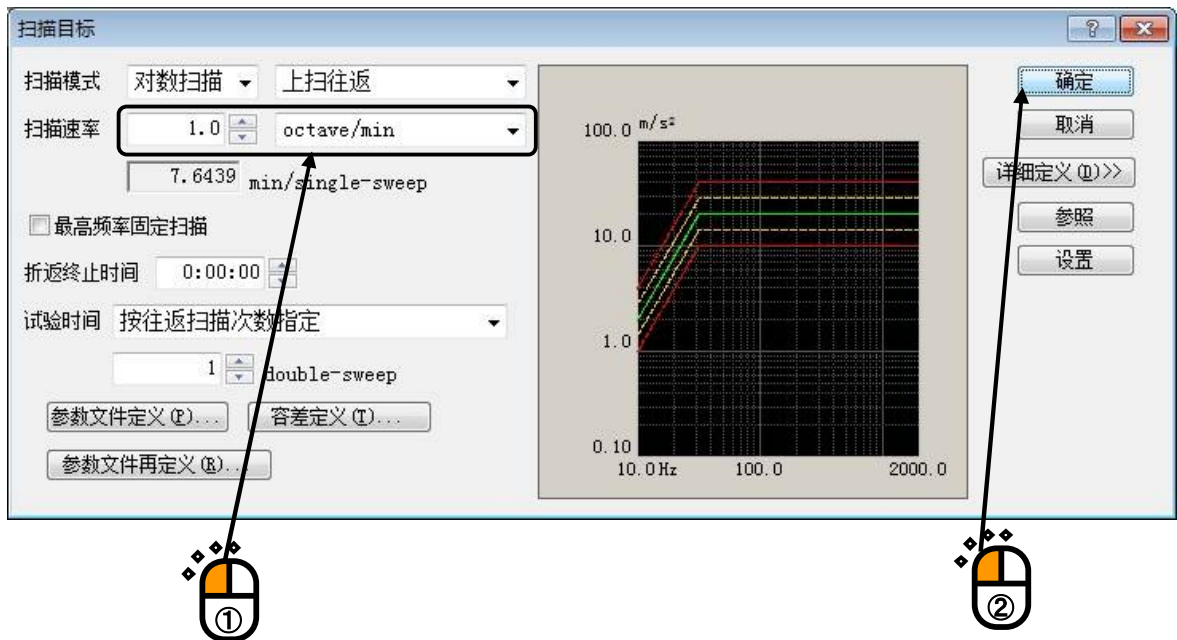 扫描目标
扫描模式 对数扫描 上扫往返
扫描速率 1.0 octave/min
7.6439 min/single-sweep
最高频率固定扫描
折返终止时间 0:00:00
试验时间 按往返扫描次数指定
1 double-sweep
参数文件定义(P)... 容差定义(T)...
参数文件再定义(R)...
100.0 m/s²
10.0
1.0
0.10
10.0Hz 100.0 2000.0
确定
取消
详细定义(D)>>>
参照
设置
① ②